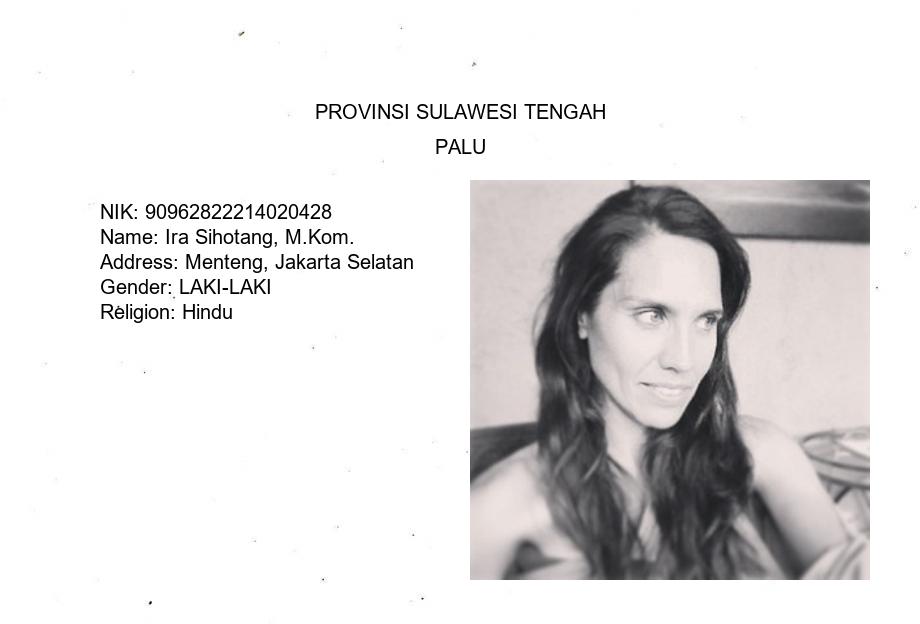 PROVINSI SULAWESI TENGAH
PALU
NIK: 90962822214020428
Name: Ira Sihotang, M.Kom.
Address: Menteng, Jakarta Selatan
Gender: LAKI-LAKI
Religion: Hindu